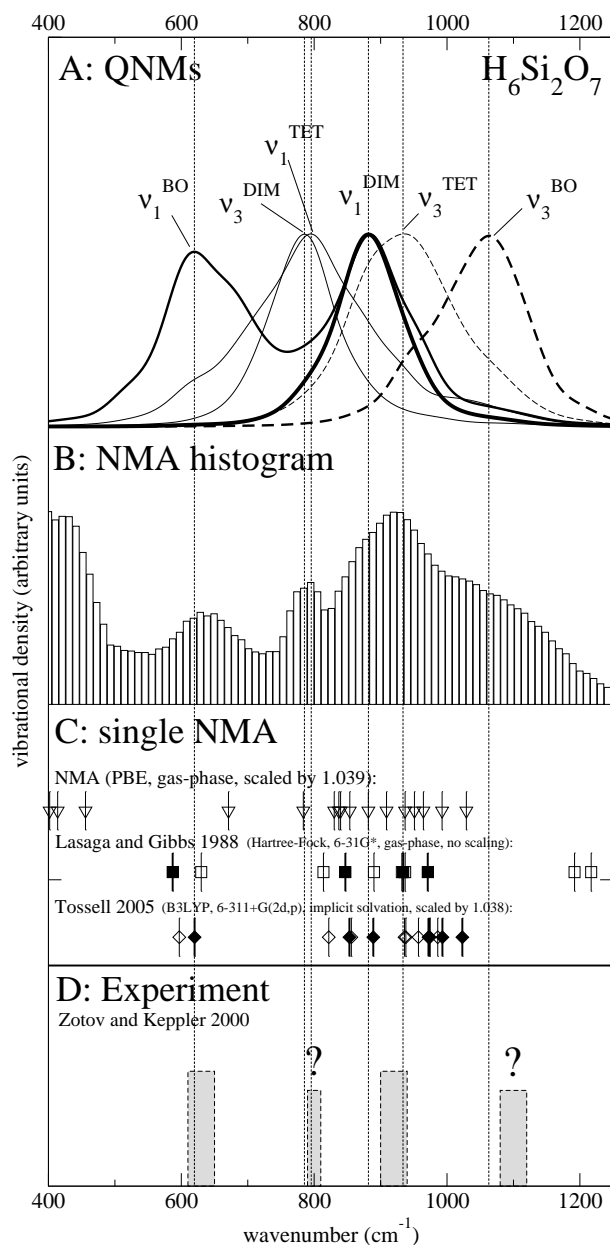 400 600 800 1000 1200
A: QNMs H₆Si₂O₇
ν₁ᵀᴱᵀ
ν₁ᴮᴼ ν₃ᴰᴵᴹ ν₁ᴰᴵᴹ ν₃ᵀᴱᵀ ν₃ᴮᴼ
B: NMA histogram
vibrational density (arbitrary units)
C: single NMA
NMA (PBE, gas-phase, scaled by 1.039):
Lasaga and Gibbs 1988 (Hartree-Fock, 6-31G*, gas-phase, no scaling):
Tossell 2005 (B3LYP, 6-311+G(2d,p), implicit solvation, scaled by 1.038):
D: Experiment
Zotov and Keppler 2000
? ?
400 600 800 1000 1200
wavenumber (cm⁻¹)